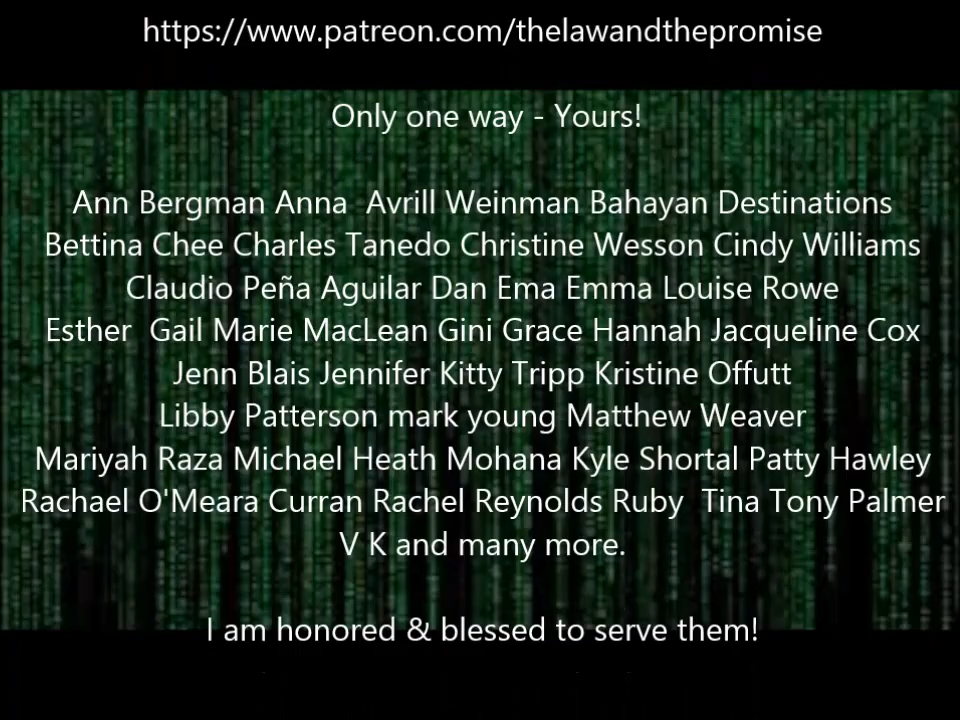 https://www.patreon.com/thelawandthepromise
Only one way - Yours!
Ann Bergman Anna  Avrill Weinman Bahayan Destinations
Bettina Chee Charles Tanedo Christine Wesson Cindy Williams
Claudio Peña Aguilar Dan Ema Emma Louise Rowe
Esther  Gail Marie MacLean Gini Grace Hannah Jacqueline Cox
Jenn Blais Jennifer Kitty Tripp Kristine Offutt
Libby Patterson mark young Matthew Weaver
Mariyah Raza Michael Heath Mohana Kyle Shortal Patty Hawley
Rachael O'Meara Curran Rachel Reynolds Ruby  Tina Tony Palmer
V K and many more.
I am honored & blessed to serve them!